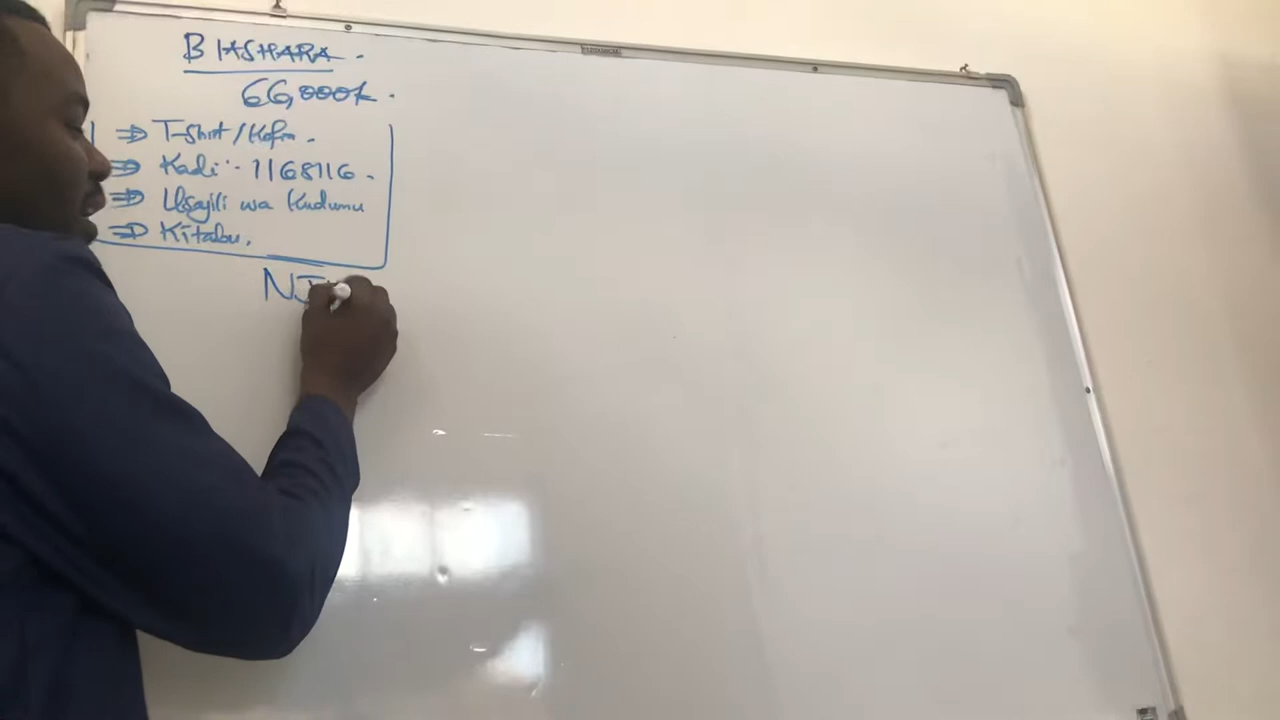 BIASHARA.
66,000k.
⇒ T-Shirt/Kofia.
⇒ Kadi:- 1168116.
⇒ Usajili wa Kudumu
⇒ Kitabu.
NJ